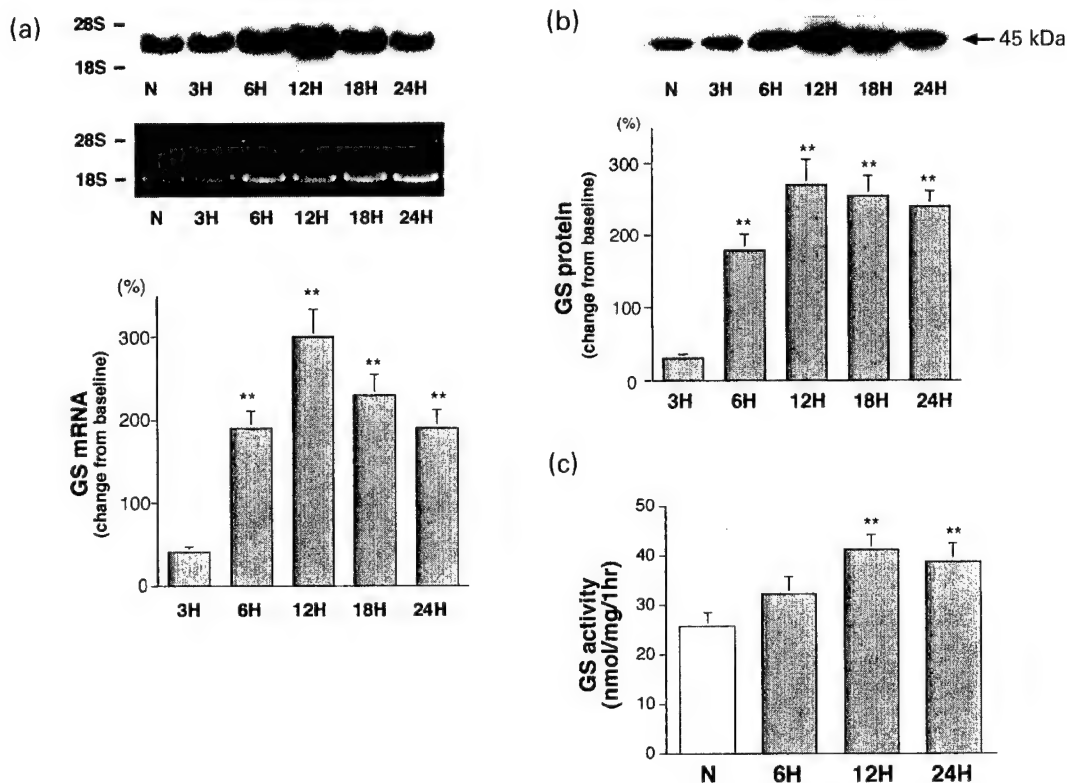 (a)
28S –
18S –
N 3H 6H 12H 18H 24H
28S –
18S –
N 3H 6H 12H 18H 24H
(%)
300
200
100
0
GS mRNA
(change from baseline)
**
**
**
**
3H 6H 12H 18H 24H
(b)
← 45 kDa
N 3H 6H 12H 18H 24H
(%)
300
200
100
0
GS protein
(change from baseline)
**
**
**
**
3H 6H 12H 18H 24H
(c)
50
40
30
20
10
0
GS activity
(nmol/mg/1hr)
**
**
N 6H 12H 24H